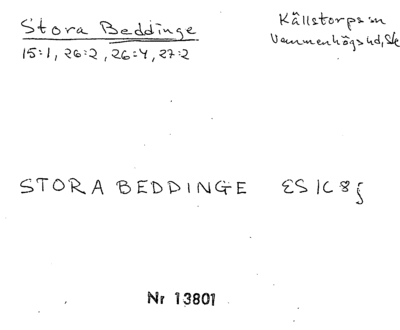 Stora Beddinge
15:1, 26:2, 26:4, 27:2
Källstorps sn
Vemmenhögs hd, Sk
STORA BEDDINGE ESIC8j
Nr 13801